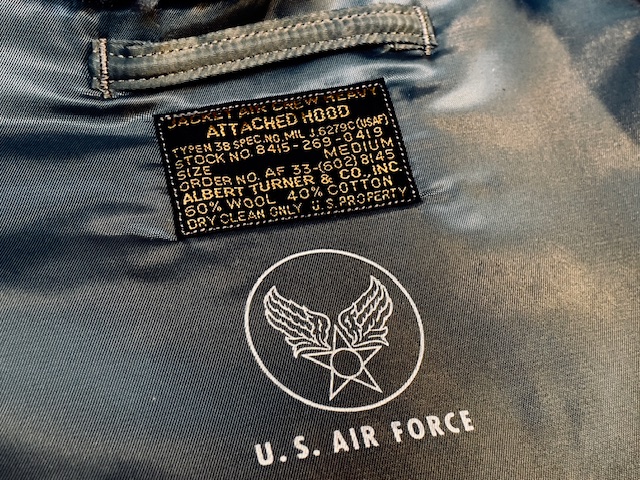 JACKET AIR CREW HEAVY
ATTACHED HOOD
TYPE N 3B SPEC. NO. MIL J.6279C (USAF)
STOCK NO. 8415-269-0419
SIZE MEDIUM
ORDER NO. AF 33-(602) 8145
ALBERT TURNER & CO., INC.
60% WOOL 40% COTTON
DRY CLEAN ONLY U.S. PROPERTY
U.S. AIR FORCE